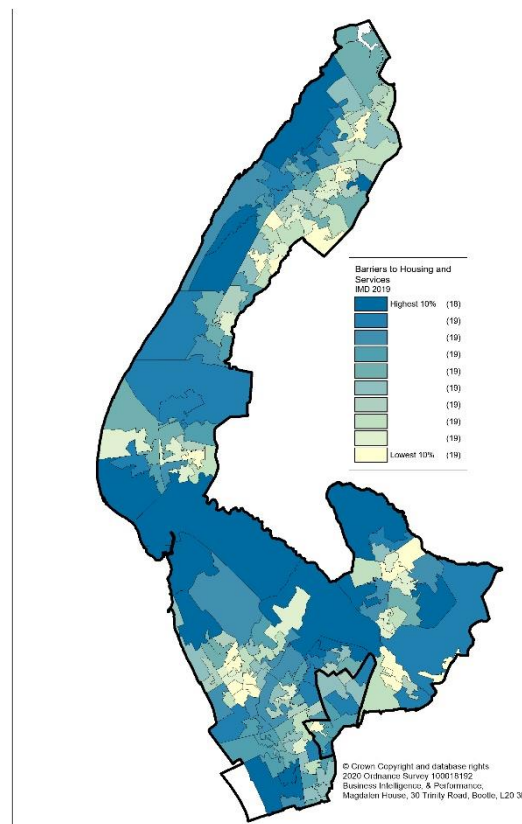 Barriers to Housing and
Services
IMD 2019
Highest 10% (18)
(19)
(19)
(19)
(19)
(19)
(19)
(19)
(19)
Lowest 10% (19)
© Crown Copyright and database rights
2020 Ordnance Survey 100018192
Business Intelligence, & Performance,
Magdalen House, 30 Trinity Road, Bootle, L20 3